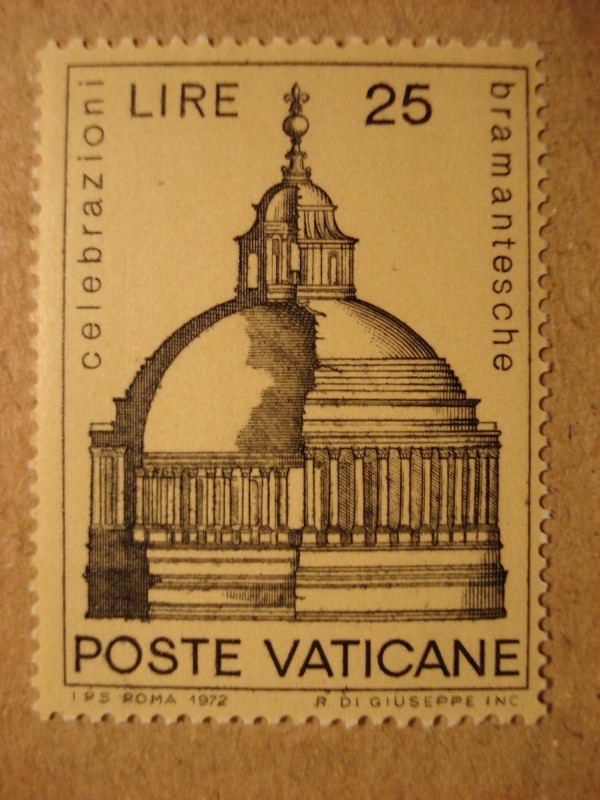 LIRE 25
celebrazioni
bramantesche
POSTE VATICANE
I.P.S ROMA 1972 R. DI GIUSEPPE INC